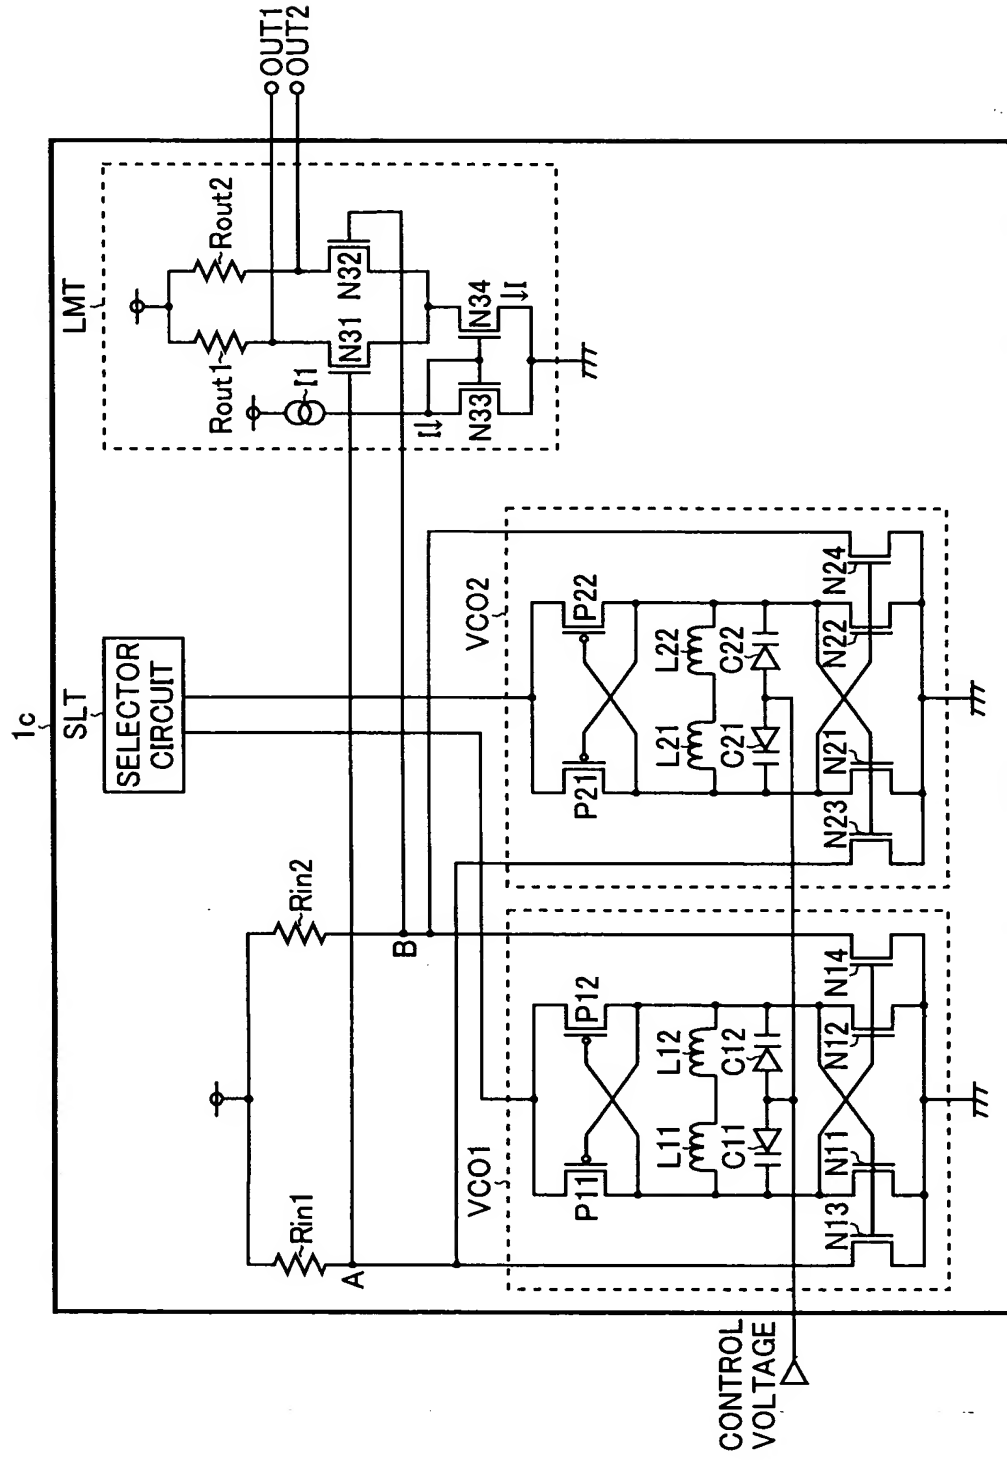 1c
SLT
SELECTOR
CIRCUIT
LMT
Rout1
Rout2
I1
I
N31
N32
N33
N34
I
OUT1
OUT2
Rin1
Rin2
A
B
VCO1
P11
P12
L11
L12
C11
C12
N13
N11
N12
N14
VCO2
P21
P22
L21
L22
C21
C22
N23
N21
N22
N24
CONTROL
VOLTAGE